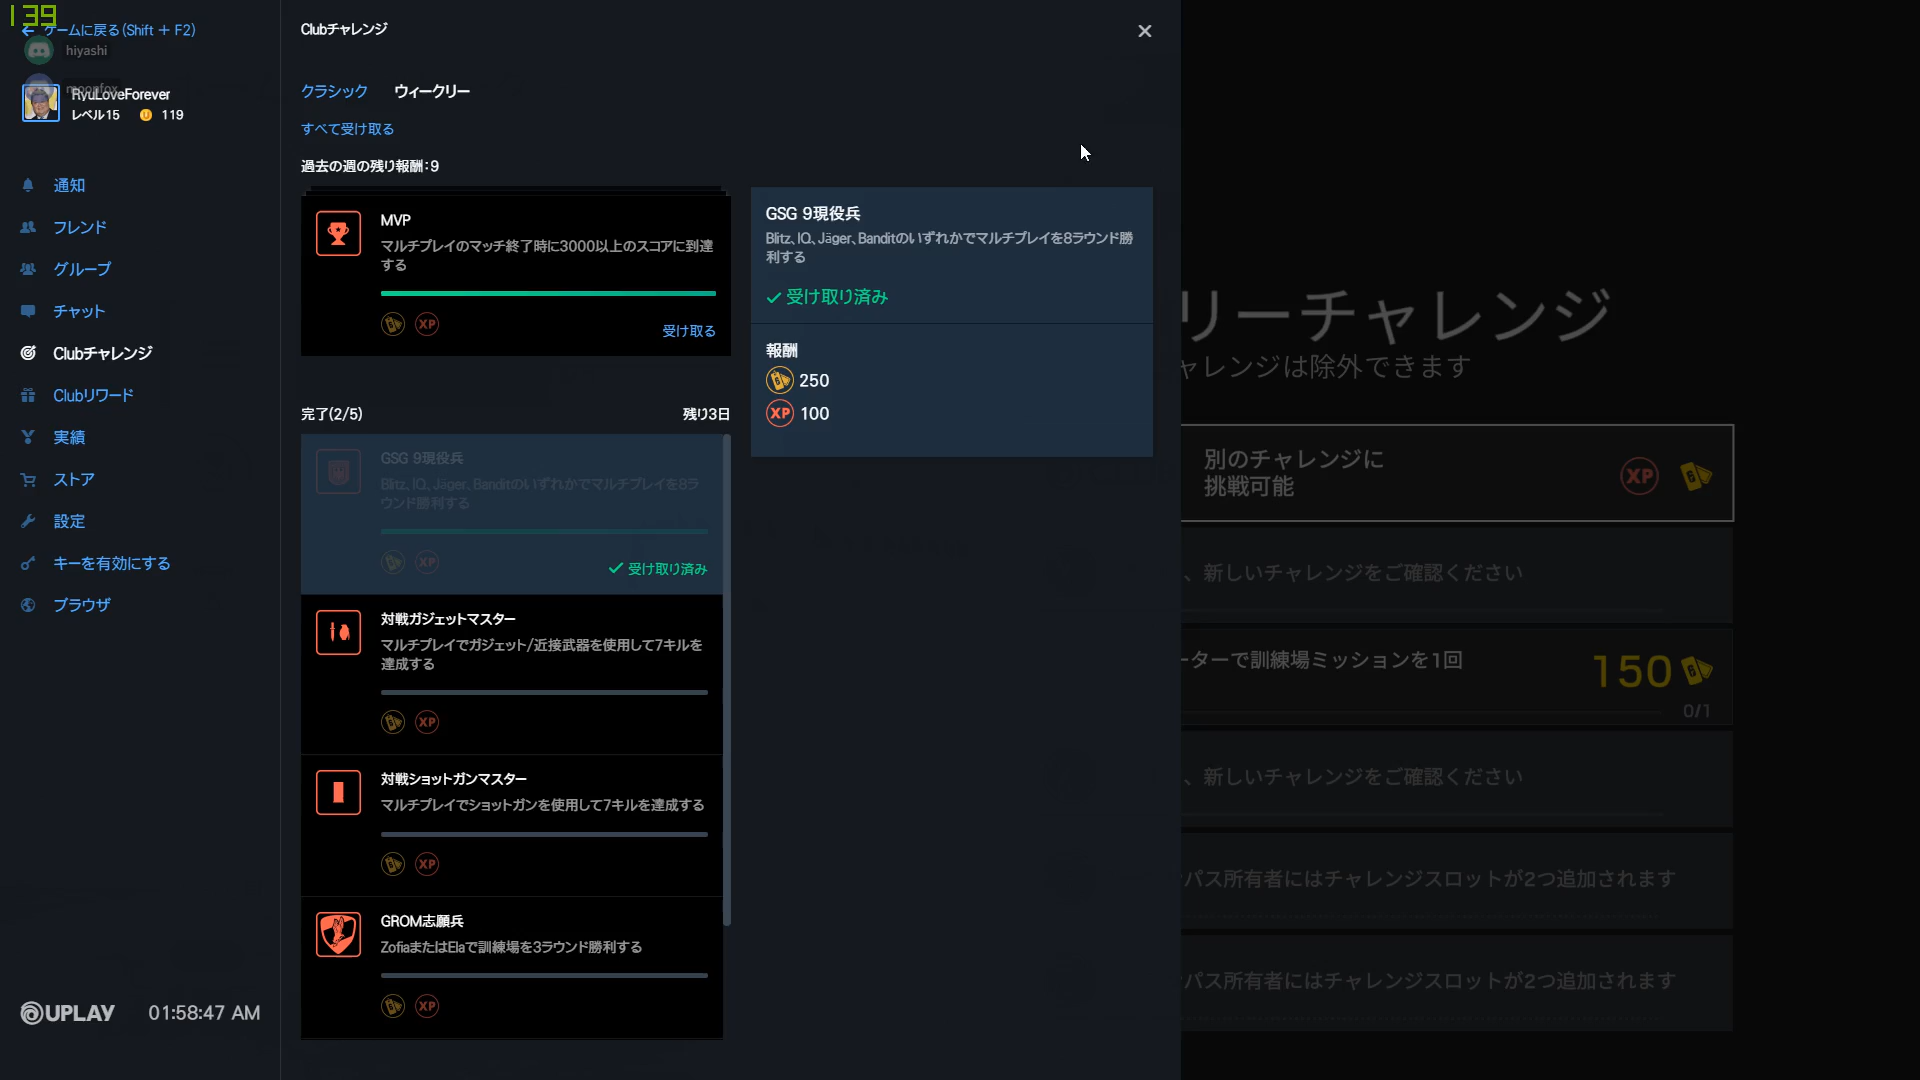 139
ゲームに戻る(Shift + F2)
hiyashi
moonfox
RyuLoveForever
レベル15 119
通知
フレンド
グループ
チャット
Clubチャレンジ
Clubリワード
実績
ストア
設定
キーを有効にする
ブラウザ
UPLAY 01:58:47 AM
Clubチャレンジ
クラシック ウィークリー
すべて受け取る
過去の週の残り報酬:9
MVP
マルチプレイのマッチ終了時に3000以上のスコアに到達
する
XP
受け取る
完了(2/5) 残り3日
GSG 9現役兵
Blitz、IQ、Jäger、Banditのいずれかでマルチプレイを8ラ
ウンド勝利する
XP
受け取り済み
対戦ガジェットマスター
マルチプレイでガジェット/近接武器を使用して7キルを
達成する
XP
対戦ショットガンマスター
マルチプレイでショットガンを使用して7キルを達成する
XP
GROM志願兵
ZofiaまたはElaで訓練場を3ラウンド勝利する
XP
GSG 9現役兵
Blitz、IQ、Jäger、Banditのいずれかでマルチプレイを8ラウンド勝
利する
受け取り済み
報酬
250
XP 100
リーチャレンジ
ャレンジは除外できます
別のチャレンジに
挑戦可能
XP
、新しいチャレンジをご確認ください
ーターで訓練場ミッションを1回
150
0/1
、新しいチャレンジをご確認ください
パス所有者にはチャレンジスロットが2つ追加されます
パス所有者にはチャレンジスロットが2つ追加されます